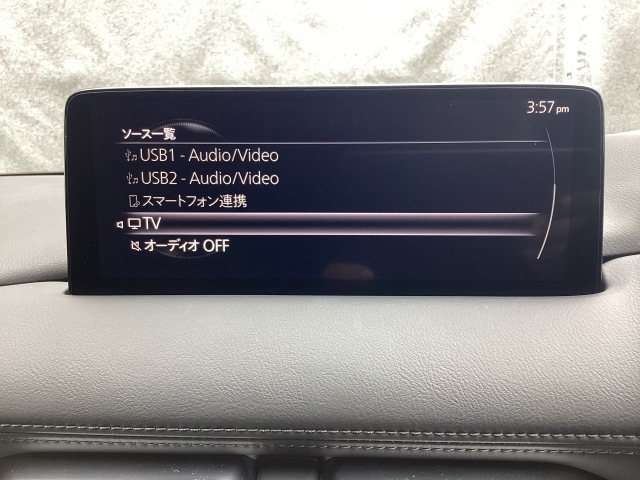 3:57pm
ソース一覧
USB1 - Audio/Video
USB2 - Audio/Video
スマートフォン連携
TV
オーディオ OFF